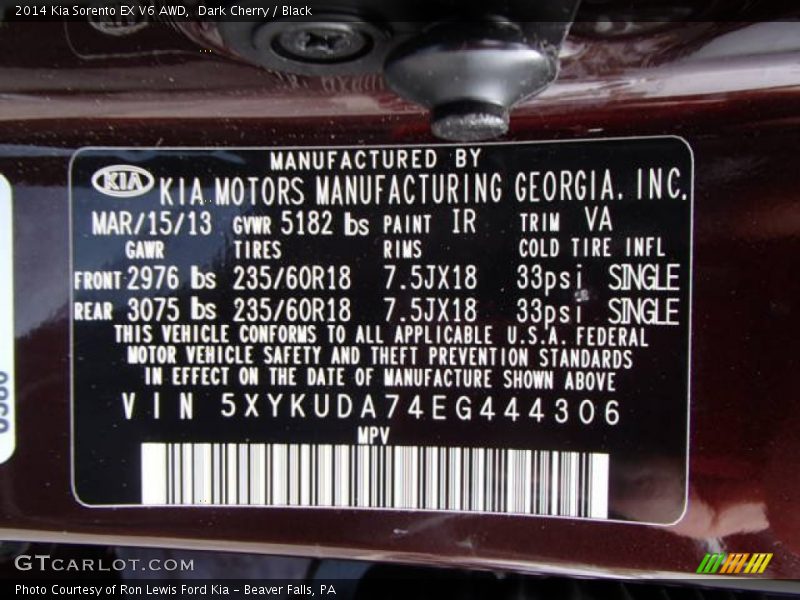 2014 Kia Sorento EX V6 AWD, Dark Cherry / Black
MANUFACTURED BY
KIA KIA MOTORS MANUFACTURING GEORGIA, INC.
MAR/15/13 GVWR 5182 lbs PAINT IR TRIM VA
GAWR TIRES RIMS COLD TIRE INFL
FRONT 2976 lbs 235/60R18 7.5JX18 33psi SINGLE
REAR 3075 lbs 235/60R18 7.5JX18 33psi SINGLE
THIS VEHICLE CONFORMS TO ALL APPLICABLE U.S.A. FEDERAL
MOTOR VEHICLE SAFETY AND THEFT PREVENTION STANDARDS
IN EFFECT ON THE DATE OF MANUFACTURE SHOWN ABOVE
VIN 5XYKUDA74EG444306
MPV
GTCARLOT.COM
Photo Courtesy of Ron Lewis Ford Kia - Beaver Falls, PA